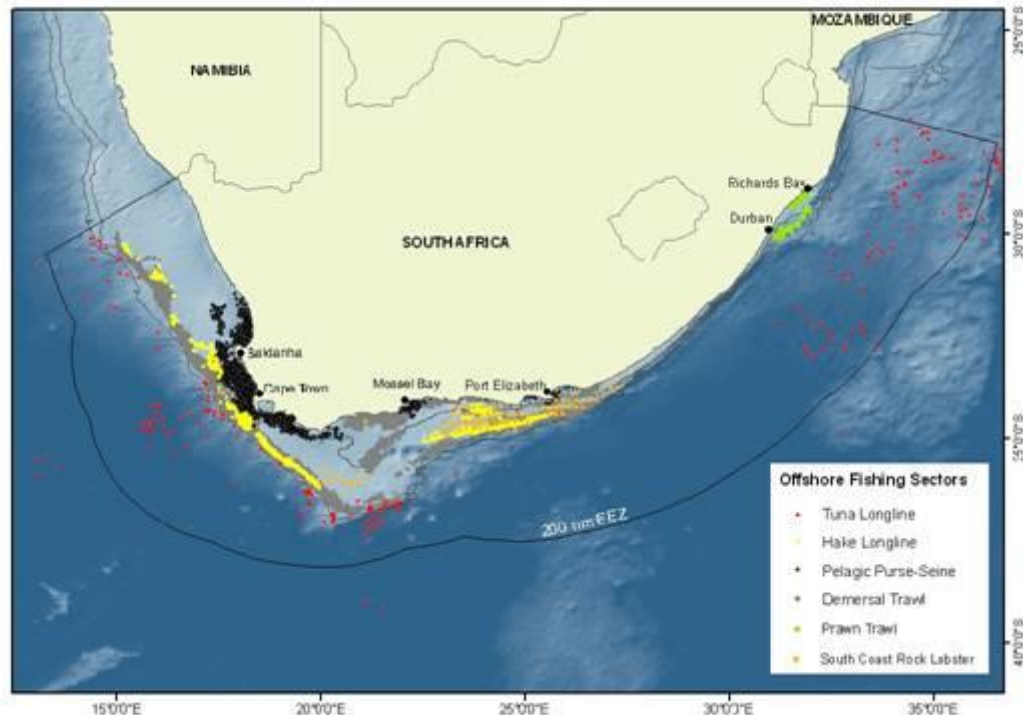 MOZAMBIQUE
NAMIBIA
25°0'0"S
Richards Bay
Durban
30°0'0"S
SOUTH AFRICA
Saldanha
Cape Town
Mossel Bay
Port Elizabeth
35°0'0"S
200 nm EEZ
Offshore Fishing Sectors
Tuna Longline
Hake Longline
Pelagic Purse-Seine
Demersal Trawl
Prawn Trawl
South Coast Rock Lobster
40°0'0"S
15°0'0"E
20°0'0"E
25°0'0"E
30°0'0"E
35°0'0"E